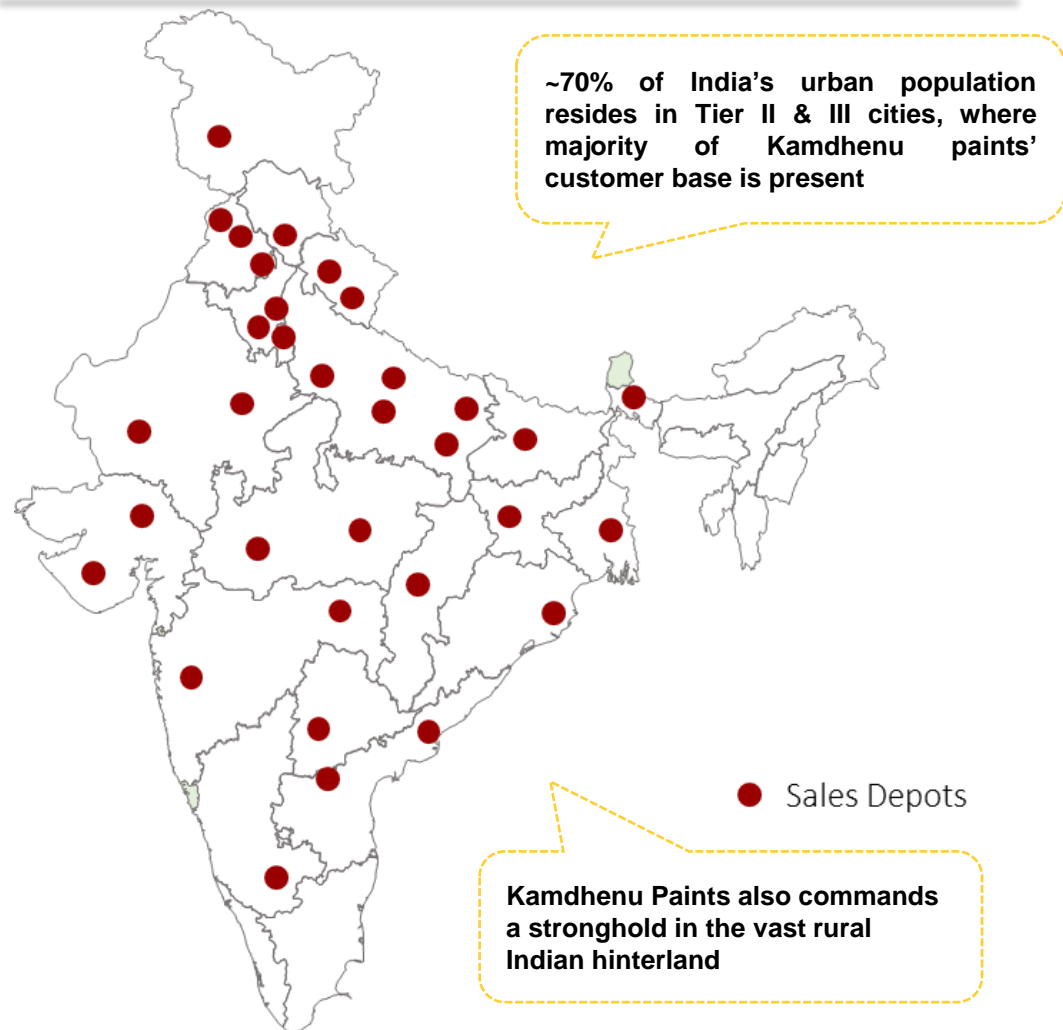 ~70% of India’s urban population
resides in Tier II & III cities, where
majority of Kamdhenu paints’
customer base is present
Sales Depots
Kamdhenu Paints also commands
a stronghold in the vast rural
Indian hinterland